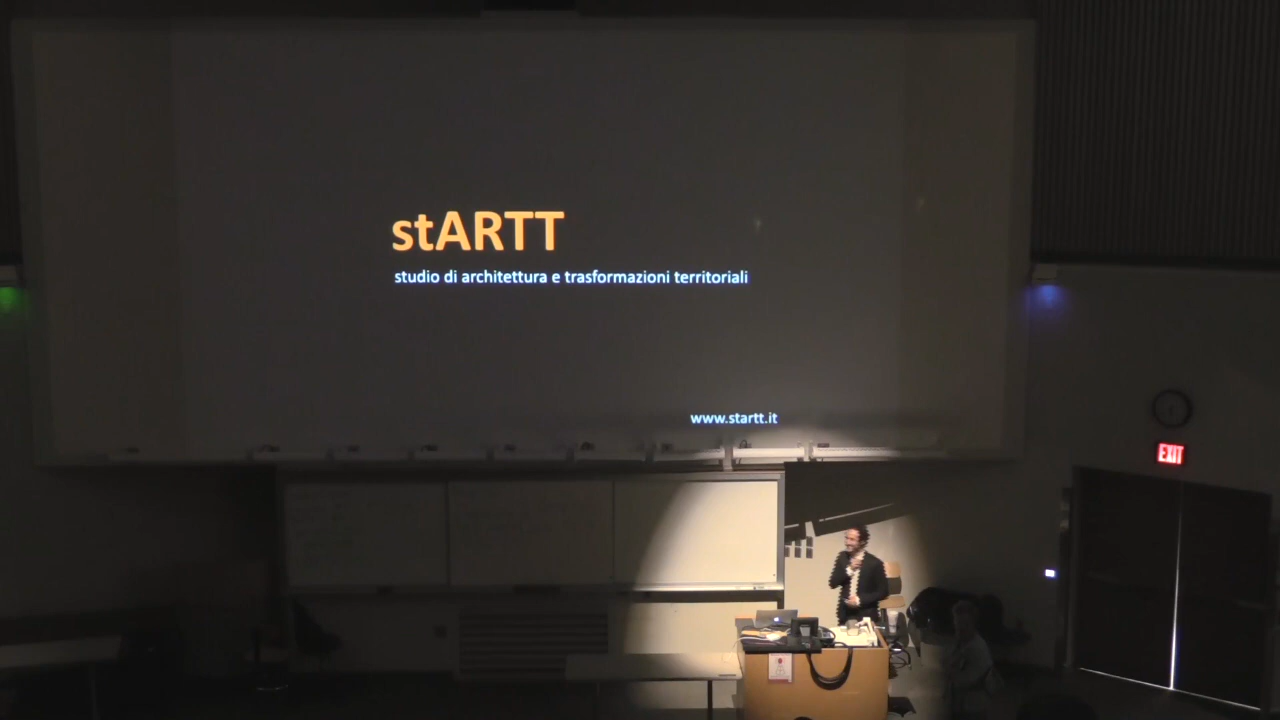 stARTT
studio di architettura e trasformazioni territoriali
www.startt.it
EXIT